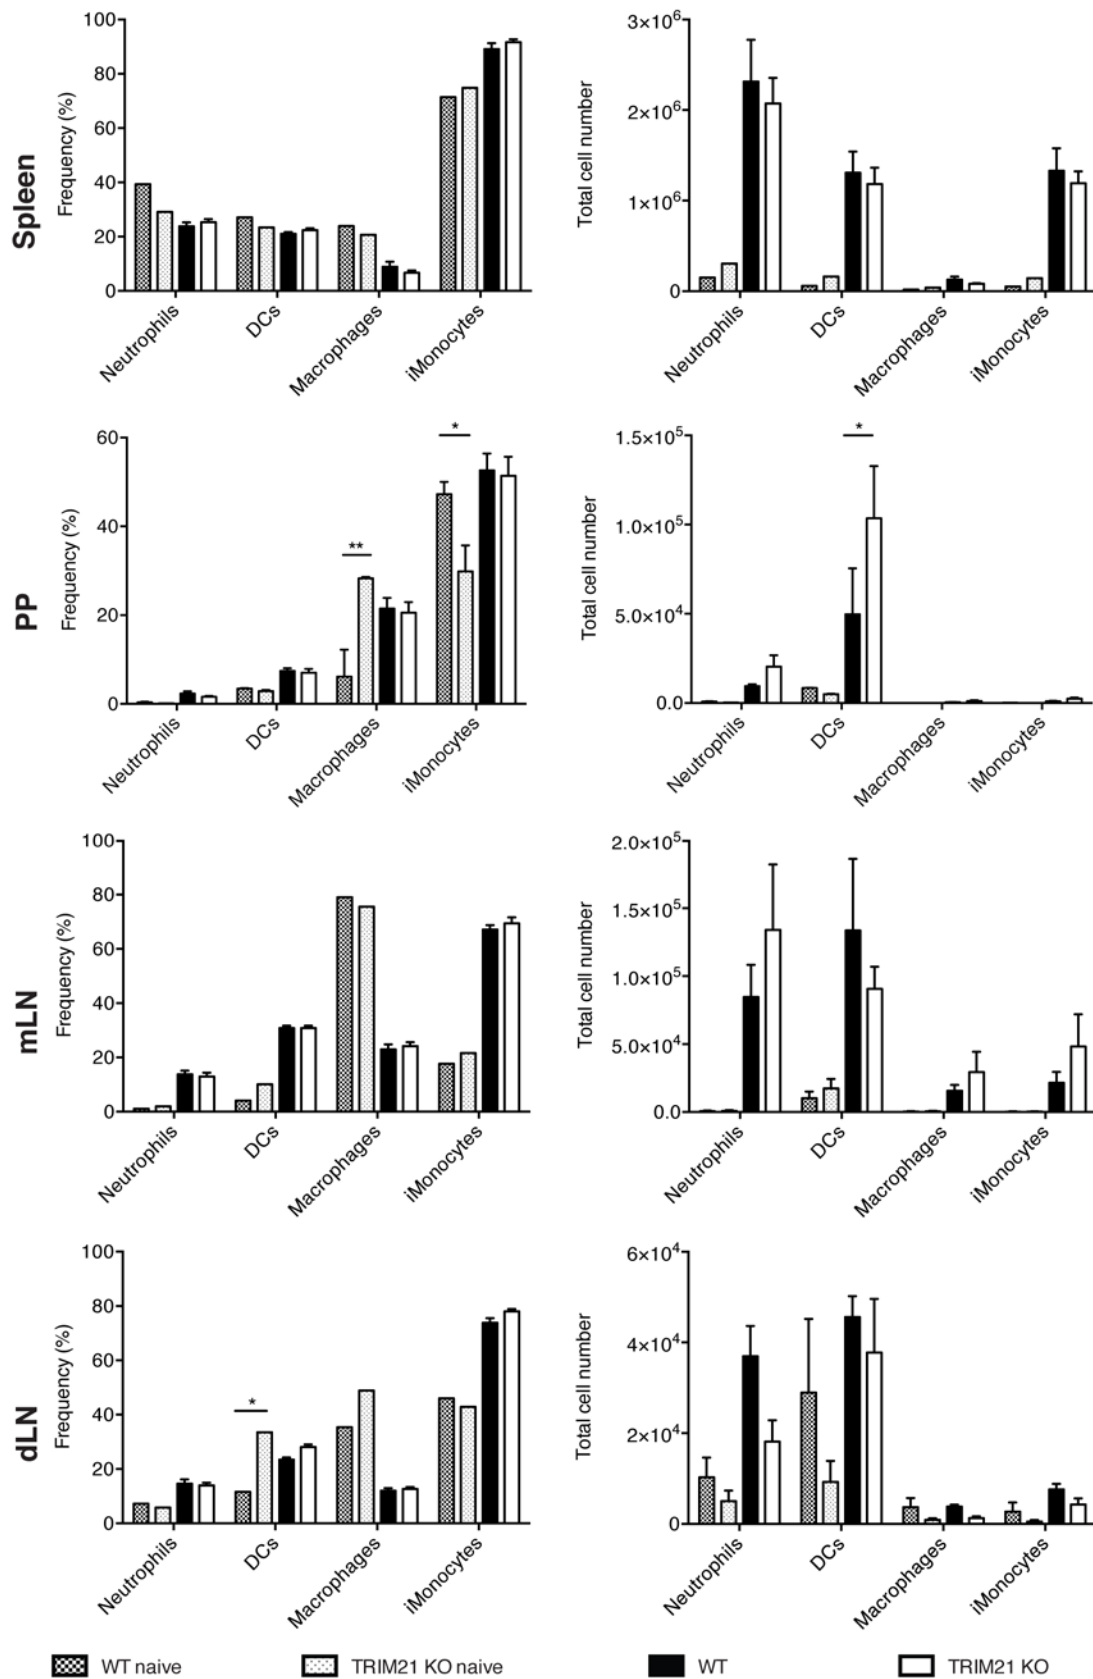 Spleen
Frequency (%)
100
80
60
40
20
0
Neutrophils
DCs
Macrophages
iMonocytes
Total cell number
3×10⁶
2×10⁶
1×10⁶
0
Neutrophils
DCs
Macrophages
iMonocytes
PP
Frequency (%)
60
40
20
0
**
*
Neutrophils
DCs
Macrophages
iMonocytes
Total cell number
1.5×10⁵
1.0×10⁵
5.0×10⁴
0.0
*
Neutrophils
DCs
Macrophages
iMonocytes
mLN
Frequency (%)
100
80
60
40
20
0
Neutrophils
DCs
Macrophages
iMonocytes
Total cell number
2.0×10⁵
1.5×10⁵
1.0×10⁵
5.0×10⁴
0.0
Neutrophils
DCs
Macrophages
iMonocytes
dLN
Frequency (%)
100
80
60
40
20
0
*
Neutrophils
DCs
Macrophages
iMonocytes
Total cell number
6×10⁴
4×10⁴
2×10⁴
0
Neutrophils
DCs
Macrophages
iMonocytes
WT naive
TRIM21 KO naive
WT
TRIM21 KO